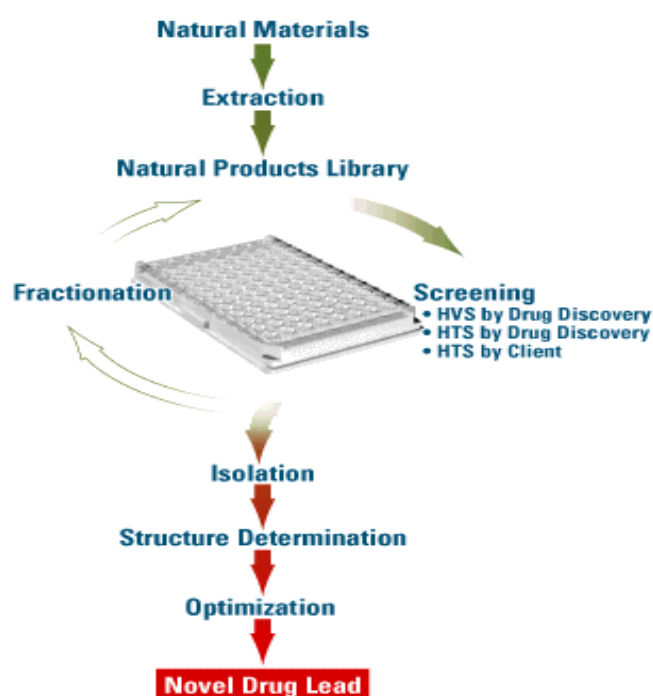 Natural Materials
Extraction
Natural Products Library
Fractionation
Screening
• HVS by Drug Discovery
• HTS by Drug Discovery
• HTS by Client
Isolation
Structure Determination
Optimization
Novel Drug Lead